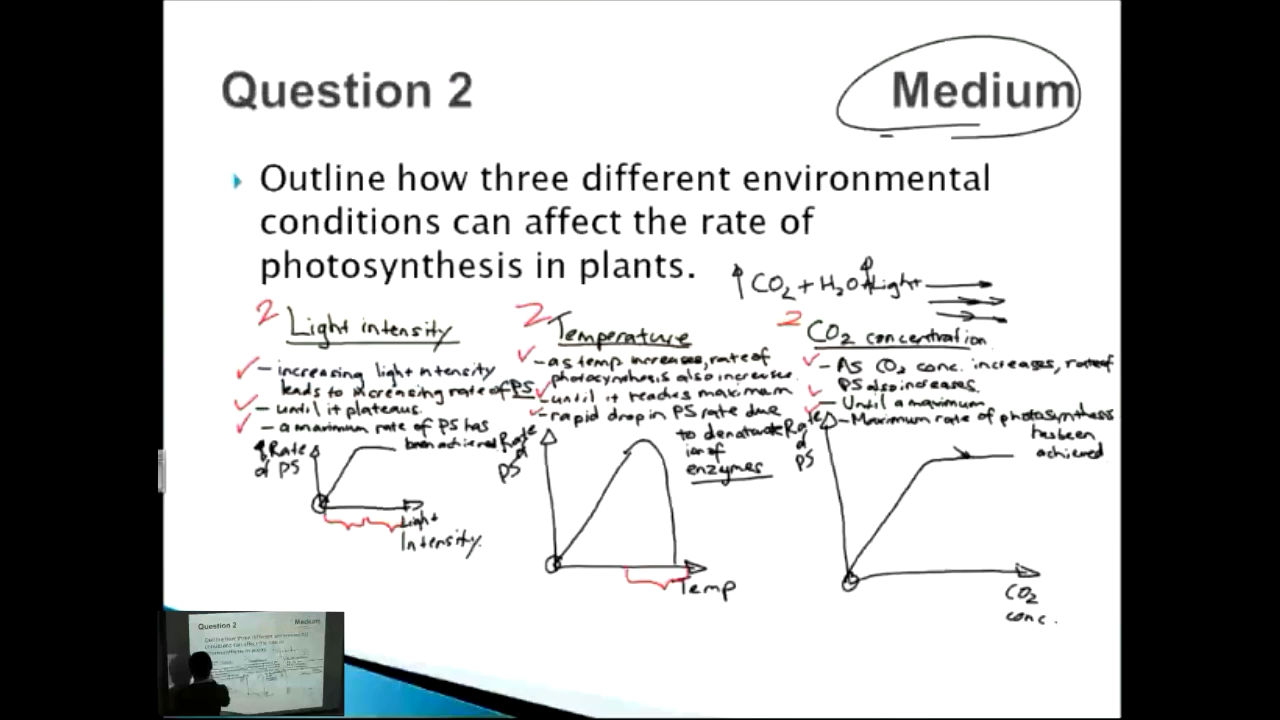 Question 2
Medium
Outline how three different environmental
conditions can affect the rate of
photosynthesis in plants.
CO2 + H2O + Light
2 Light intensity
- increasing light intensity
leads to increasing rate of PS
- until it plateaus.
- a maximum rate of PS has
been achieved
Rate
of PS
Light
Intensity.
2 Temperature
- as temp increases, rate of
photosynthesis also increases
- until it reaches maximum
- rapid drop in PS rate due
to denaturat
ion of
enzymes
Rate
of
PS
Temp
2 CO2 concentration
- As CO2 conc. increases, rate of
PS also increases.
- Until a maximum
- Maximum rate of photosynthesis
has been
achieved
Rate
of
PS
CO2
conc.
Question 2
Medium